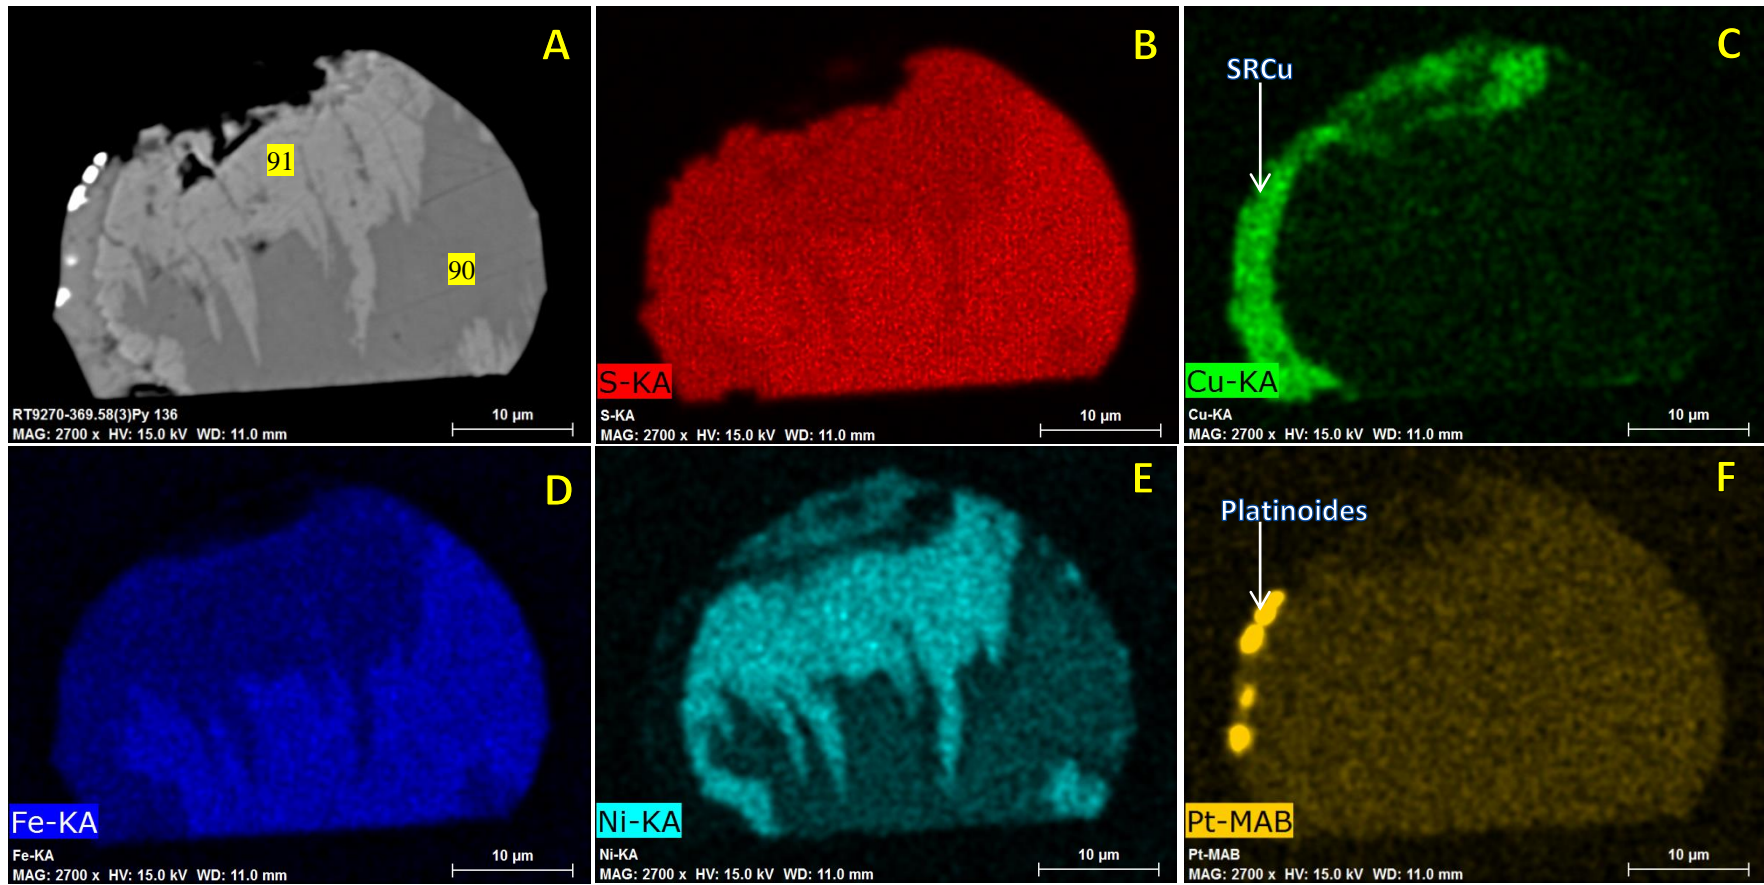 A
91
90
RT9270-369.58(3)Py 136
MAG: 2700 x HV: 15.0 kV WD: 11.0 mm
10 µm
B
S-KA
S-KA
MAG: 2700 x HV: 15.0 kV WD: 11.0 mm
10 µm
C
SRCu
Cu-KA
Cu-KA
MAG: 2700 x HV: 15.0 kV WD: 11.0 mm
10 µm
D
Fe-KA
Fe-KA
MAG: 2700 x HV: 15.0 kV WD: 11.0 mm
10 µm
E
Ni-KA
Ni-KA
MAG: 2700 x HV: 15.0 kV WD: 11.0 mm
10 µm
F
Platinoides
Pt-MAB
Pt-MAB
MAG: 2700 x HV: 15.0 kV WD: 11.0 mm
10 µm